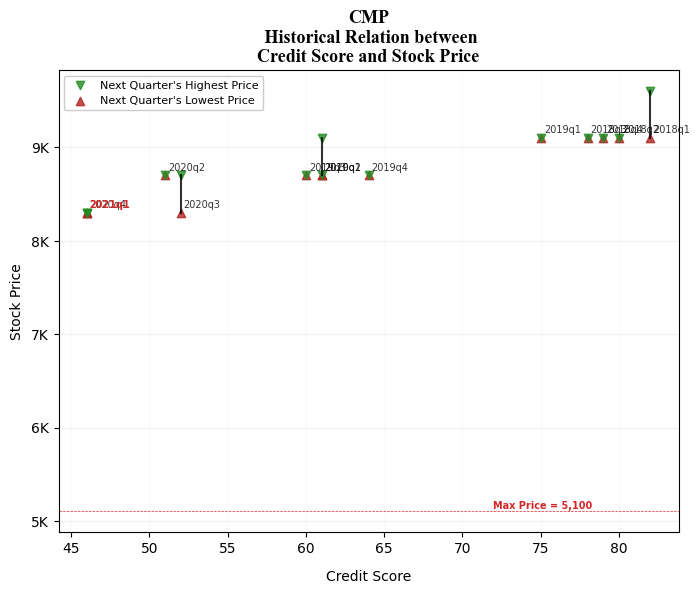 CMP
Historical Relation between
Credit Score and Stock Price
Next Quarter's Highest Price
Next Quarter's Lowest Price
Stock Price
9K
8K
7K
6K
5K
2019q1
2018q1
2020q2
2019q4
2020q3
Max Price = 5,100
45 50 55 60 65 70 75 80
Credit Score